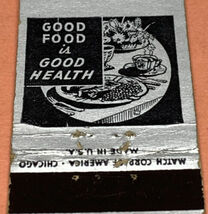 GOOD
FOOD
is
GOOD
HEALTH
MADE IN U.S.A.
MATCH CORP. OF AMERICA · CHICAGO